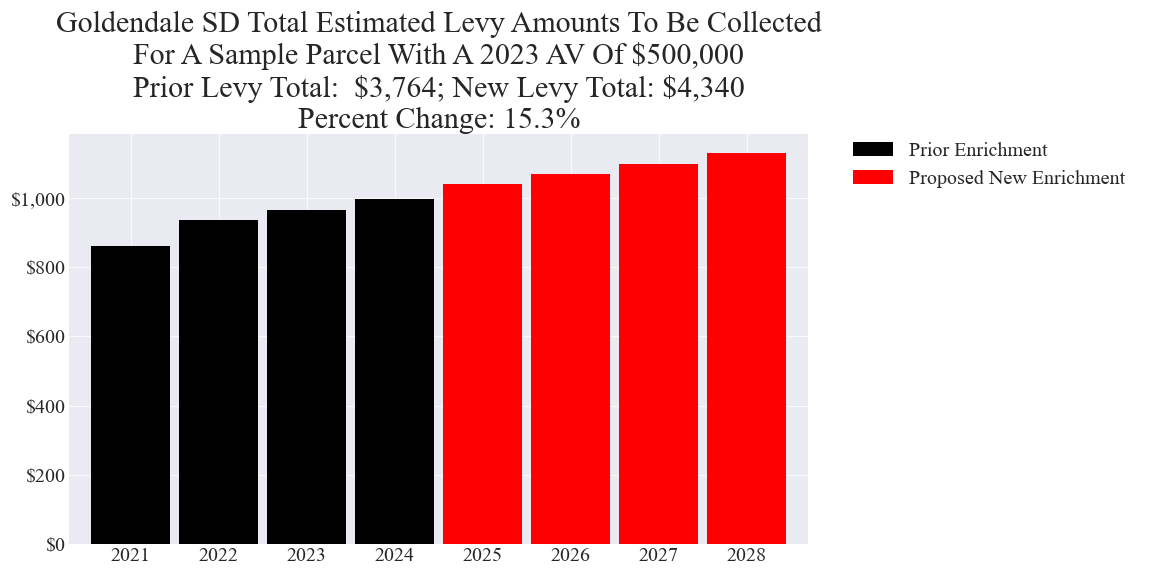 Goldendale SD Total Estimated Levy Amounts To Be Collected
For A Sample Parcel With A 2023 AV Of $500,000
Prior Levy Total:  $3,764; New Levy Total: $4,340
Percent Change: 15.3%
Prior Enrichment
Proposed New Enrichment
$1,000
$800
$600
$400
$200
$0
2021 2022 2023 2024 2025 2026 2027 2028